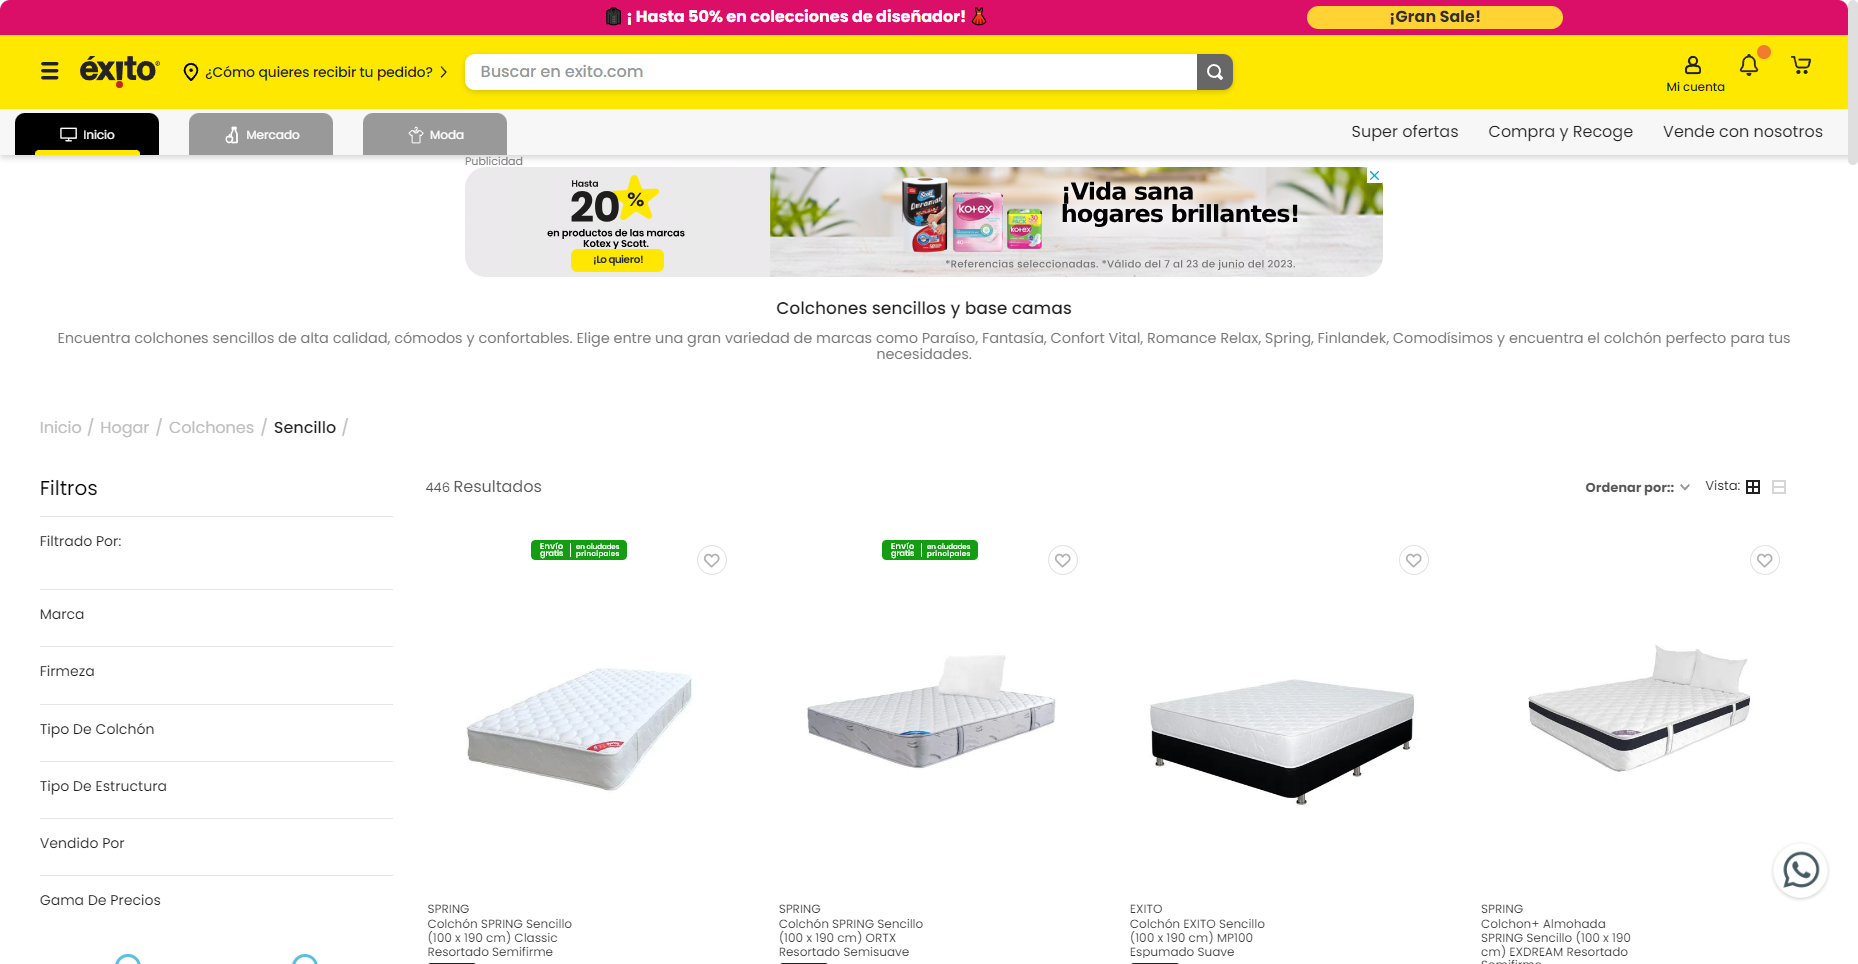 ¡ Hasta 50% en colecciones de diseñador!
¡Gran Sale!
éxito
¿Cómo quieres recibir tu pedido?
Buscar en exito.com
Mi cuenta
Inicio
Mercado
Moda
Super ofertas
Compra y Recoge
Vende con nosotros
Publicidad
Hasta
20%
en productos de las marcas
Kotex y Scott.
¡Lo quiero!
Scott
kotex
kotex
¡Vida sana
hogares brillantes!
*Referencias seleccionadas. *Válido del 7 al 23 de junio del 2023.
Colchones sencillos y base camas
Encuentra colchones sencillos de alta calidad, cómodos y confortables. Elige entre una gran variedad de marcas como Paraíso, Fantasía, Confort Vital, Romance Relax, Spring, Finlandek, Comodísimos y encuentra el colchón perfecto para tus
necesidades.
Inicio / Hogar / Colchones / Sencillo /
Filtros
Filtrado Por:
Marca
Firmeza
Tipo De Colchón
Tipo De Estructura
Vendido Por
Gama De Precios
446 Resultados
Ordenar por::
Vista:
Envío gratis | en ciudades principales
Envío gratis | en ciudades principales
SPRING
Colchón SPRING Sencillo
(100 x 190 cm) Classic
Resortado Semifirme
SPRING
Colchón SPRING Sencillo
(100 x 190 cm) ORTX
Resortado Semisuave
EXITO
Colchón EXITO Sencillo
(100 x 190 cm) MP100
Espumado Suave
SPRING
Colchon+ Almohada
SPRING Sencillo (100 x 190
cm) EXDREAM Resortado
Semifirme